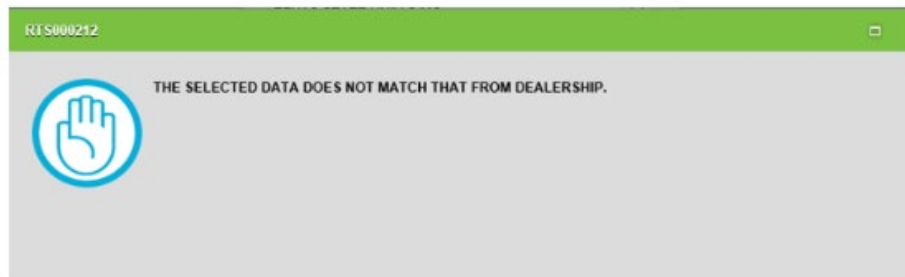 RTS000212
THE SELECTED DATA DOES NOT MATCH THAT FROM DEALERSHIP.